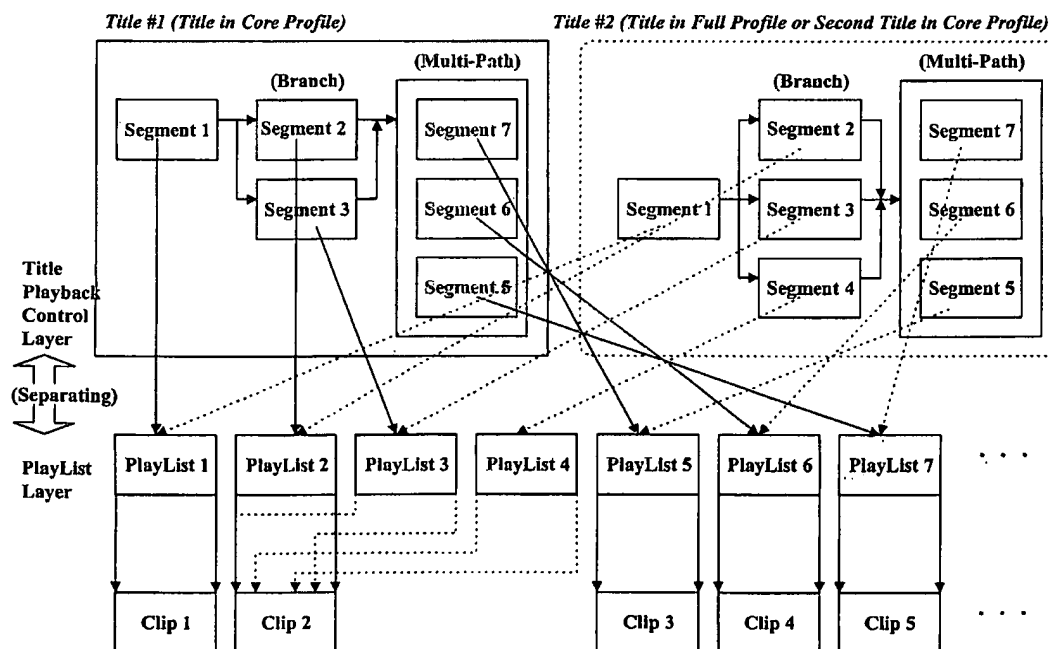 Title #1 (Title in Core Profile)
Title #2 (Title in Full Profile or Second Title in Core Profile)
(Multi-Path)
(Branch)
Segment 1
Segment 2
Segment 7
Segment 3
Segment 6
Segment 5
(Multi-Path)
(Branch)
Segment 2
Segment 7
Segment 1
Segment 3
Segment 6
Segment 4
Segment 5
Title
Playback
Control
Layer
(Separating)
PlayList
Layer
PlayList 1
PlayList 2
PlayList 3
PlayList 4
PlayList 5
PlayList 6
PlayList 7
. . .
Clip 1
Clip 2
Clip 3
Clip 4
Clip 5
. . .